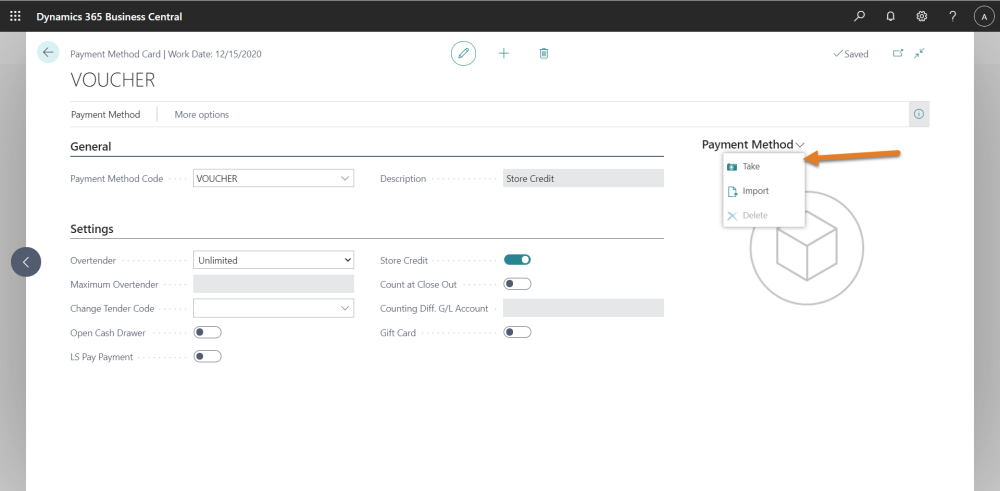 Dynamics 365 Business Central
?
A
Payment Method Card | Work Date: 12/15/2020
Saved
VOUCHER
Payment Method
More options
General
Payment Method
Take
Import
Delete
Payment Method Code
VOUCHER
Description
Store Credit
Settings
Overtender
Unlimited
Store Credit
Maximum Overtender
Count at Close Out
Change Tender Code
Counting Diff. G/L Account
Open Cash Drawer
Gift Card
LS Pay Payment